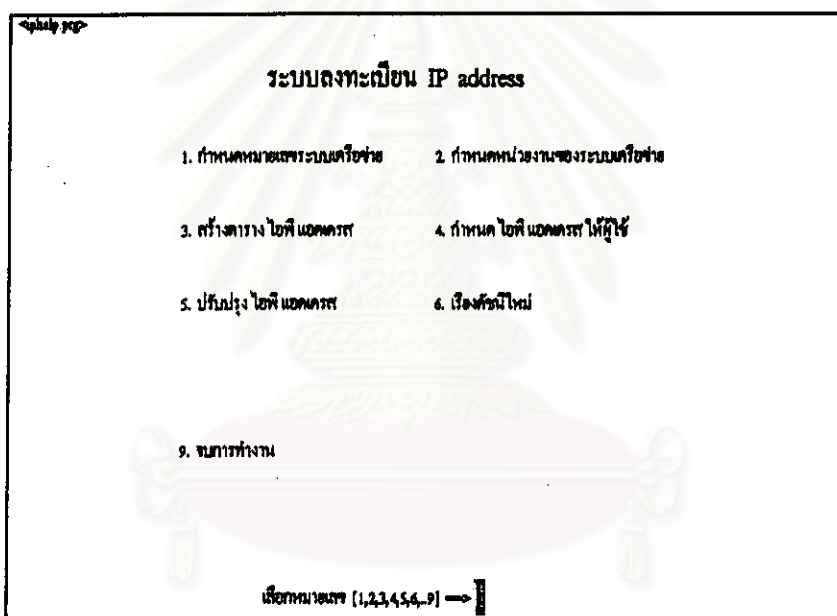 <iphelp.prg>
ระบบลงทะเบียน IP address
1. กำหนดหมายเลขระบบเครือข่าย 2. กำหนดหน่วยงานของระบบเครือข่าย
3. สร้างตาราง ไอพี แอดเดรส 4. กำหนด ไอพี แอดเดรส ให้ผู้ใช้
5. ปรับปรุง ไอพี แอดเดรส 6. เรียงดัชนีใหม่
9. จบการทำงาน
เลือกหมายเลข [1,2,3,4,5,6,..9] ==>